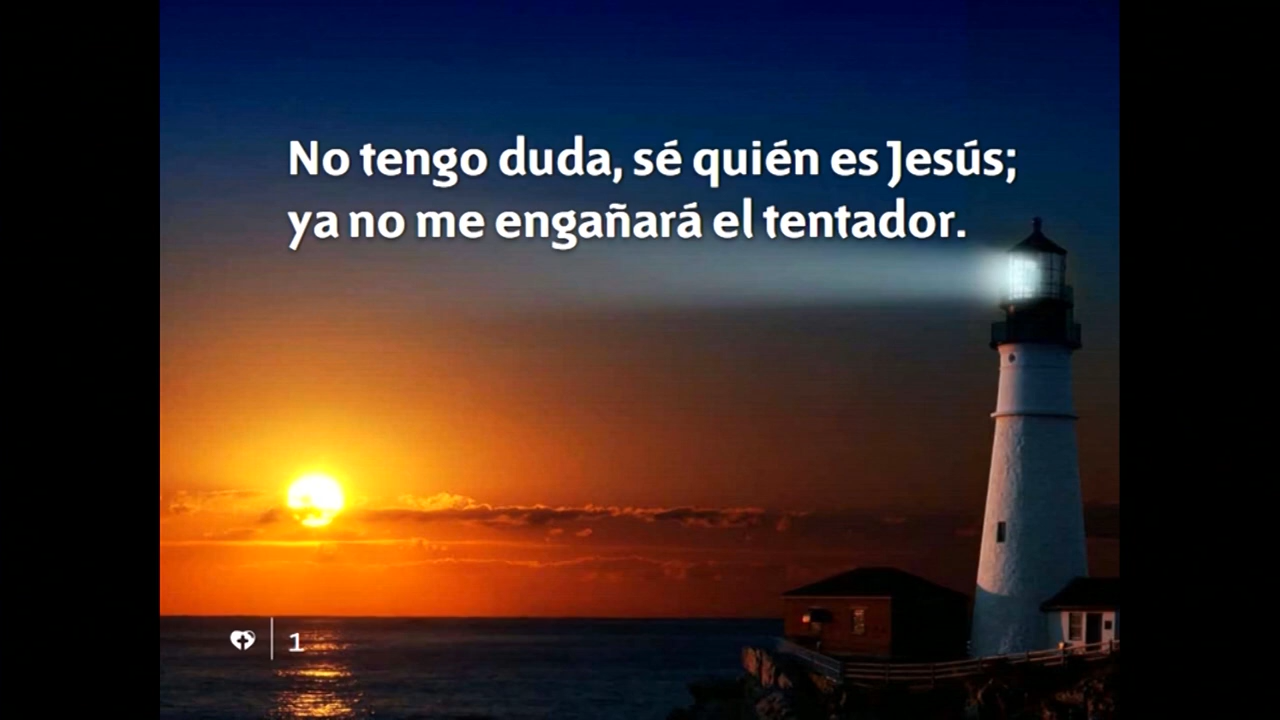 No tengo duda, sé quién es Jesús;
ya no me engañará el tentador.
1